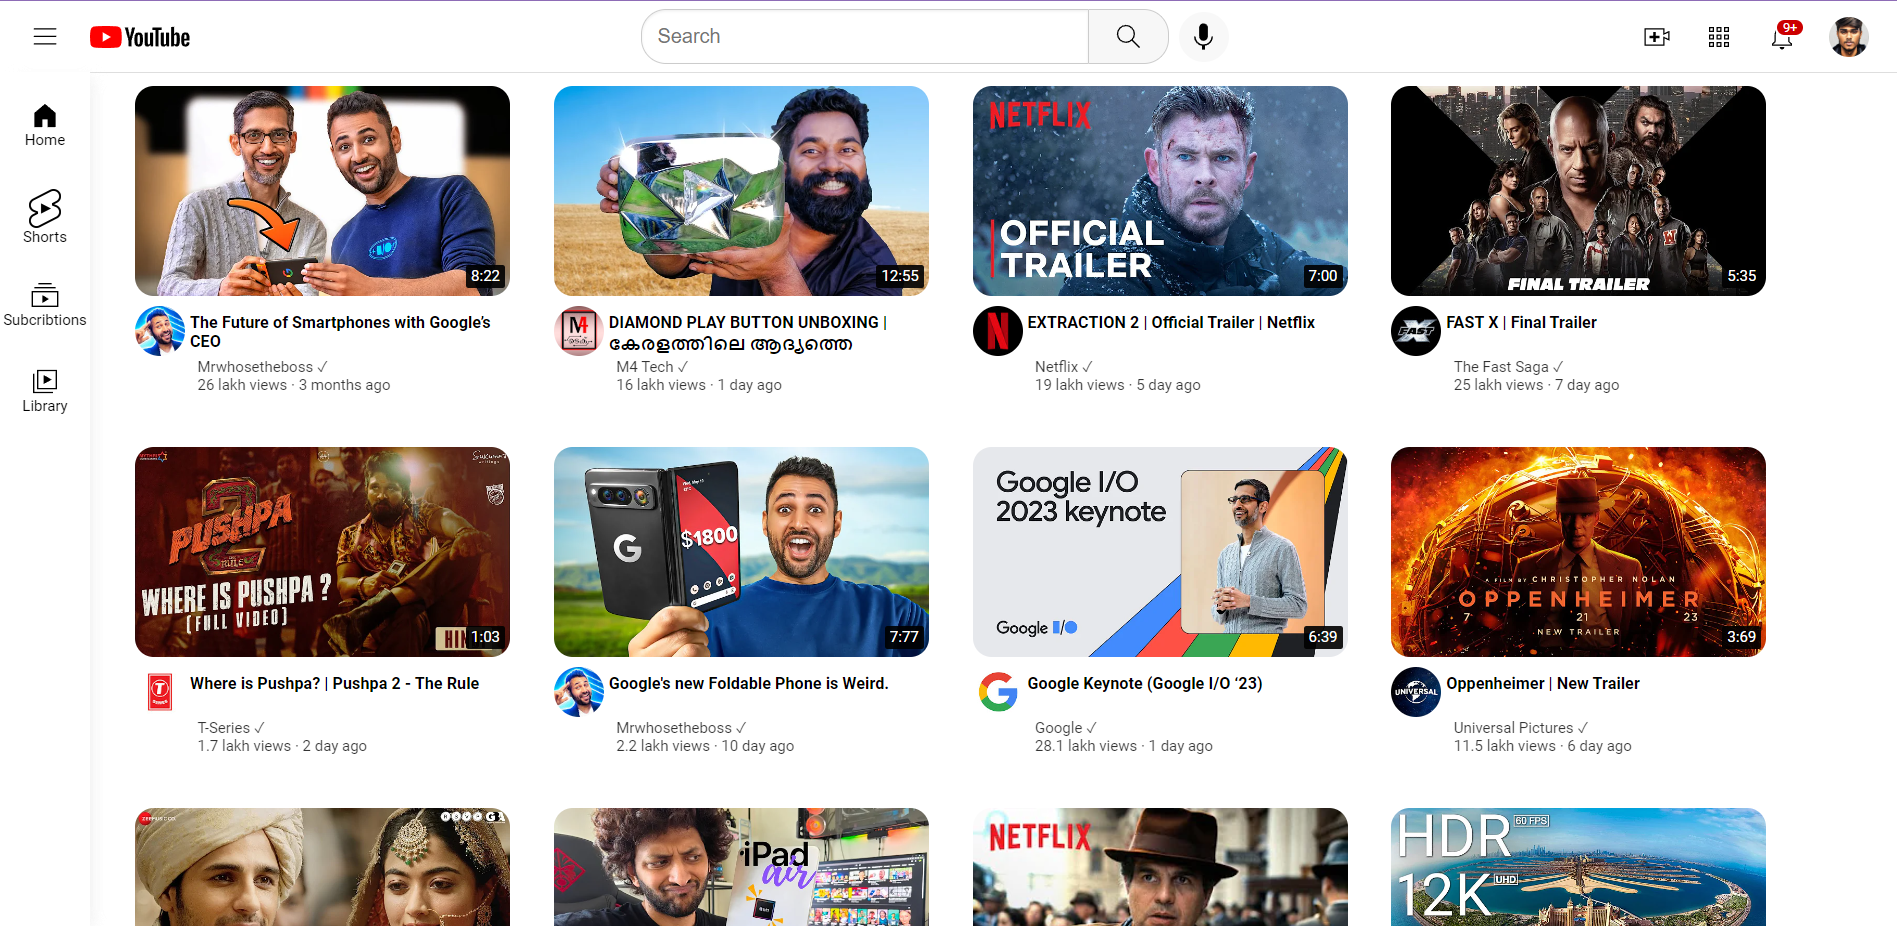 YouTube
Search
9+
Home
Shorts
Subcribtions
Library
8:22
The Future of Smartphones with Google’s
CEO
Mrwhosetheboss ✓
26 lakh views · 3 months ago
12:55
M4
DIAMOND PLAY BUTTON UNBOXING |
കേരളത്തിലെ ആദ്യത്തെ
M4 Tech ✓
16 lakh views · 1 day ago
NETFLIX
OFFICIAL
TRAILER
7:00
N
EXTRACTION 2 | Official Trailer | Netflix
Netflix ✓
19 lakh views · 5 day ago
FINAL TRAILER
5:35
FAST
FAST X | Final Trailer
The Fast Saga ✓
25 lakh views · 7 day ago
2
PUSHPA
THE
RULE
WHERE IS PUSHPA ?
[FULL VIDEO]
HIN
1:03
T
SERIES
Where is Pushpa? | Pushpa 2 - The Rule
T-Series ✓
1.7 lakh views · 2 day ago
G
$1800
7:77
Google's new Foldable Phone is Weird.
Mrwhosetheboss ✓
2.2 lakh views · 10 day ago
Google I/O
2023 keynote
Google I/O
6:39
G
Google Keynote (Google I/O ‘23)
Google ✓
28.1 lakh views · 1 day ago
A FILM BY CHRISTOPHER NOLAN
OPPENHEIMER
7 21 23
NEW TRAILER
3:69
UNIVERSAL
Oppenheimer | New Trailer
Universal Pictures ✓
11.5 lakh views · 6 day ago
iPad
air
NETFLIX
HDR 60 FPS
12K UHD